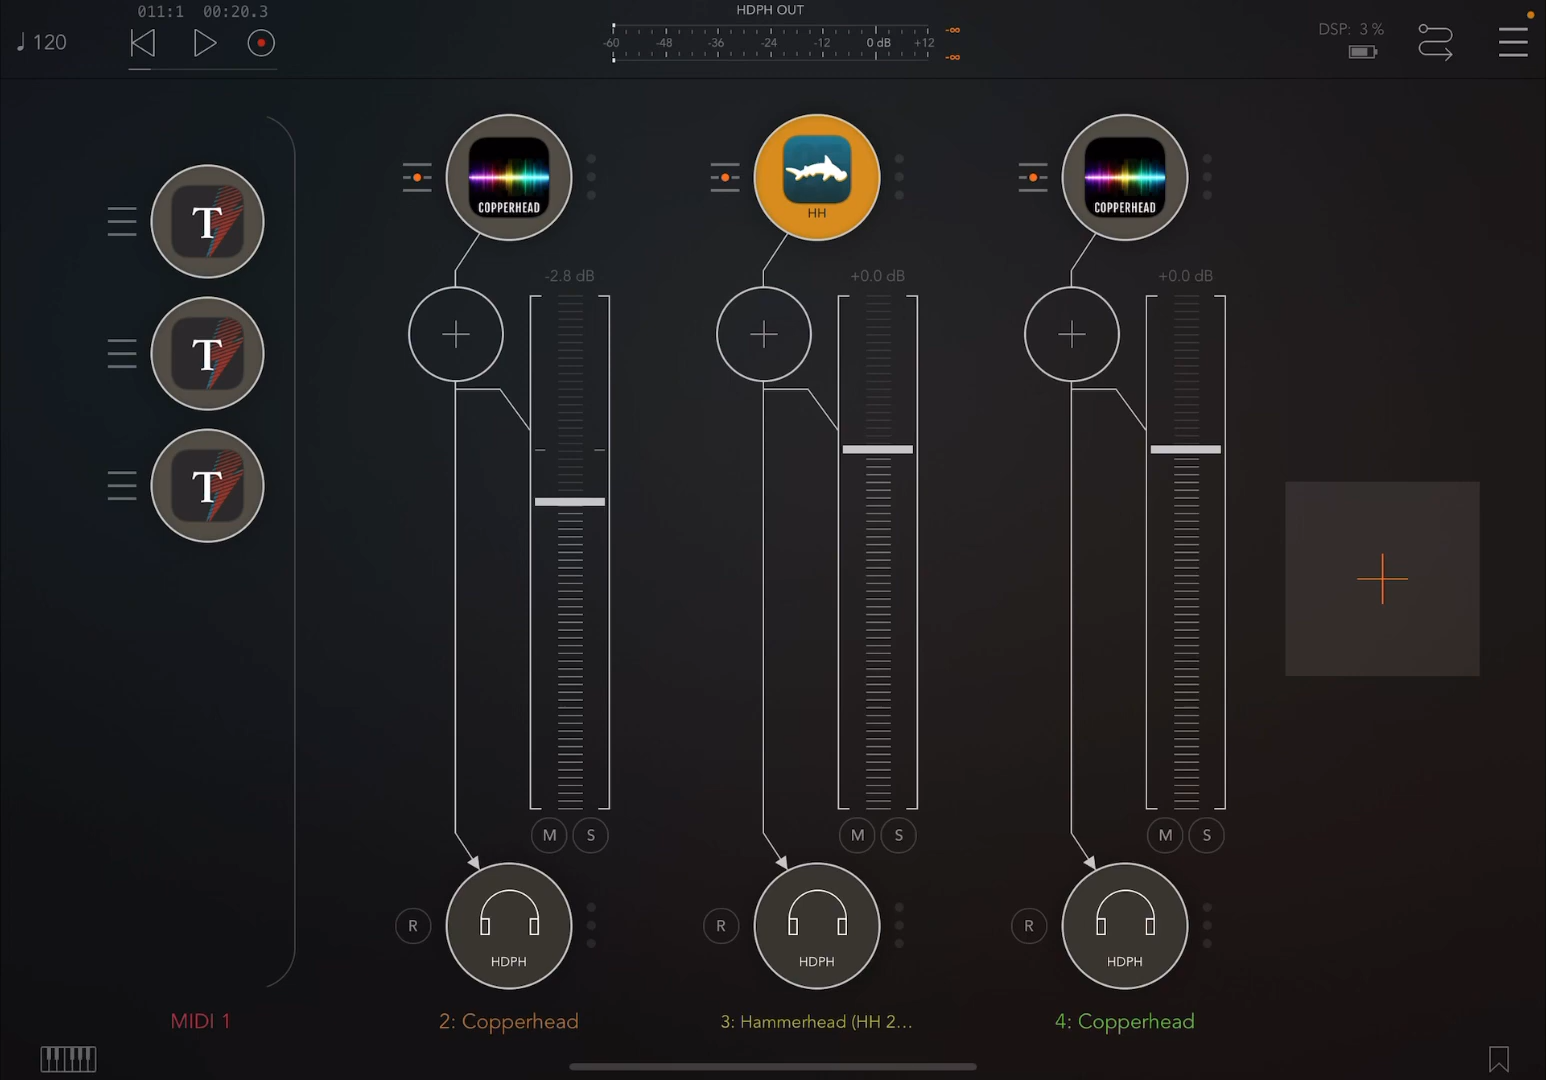 011:1 00:20.3
HDPH OUT
120
-60 -48 -36 -24 -12 0 dB +12
-∞
-∞
DSP: 3 %
T
T
T
COPPERHEAD
HH
COPPERHEAD
-2.8 dB
+0.0 dB
+0.0 dB
M S
M S
M S
R
HDPH
R
HDPH
R
HDPH
MIDI 1
2: Copperhead
3: Hammerhead (HH 2...
4: Copperhead